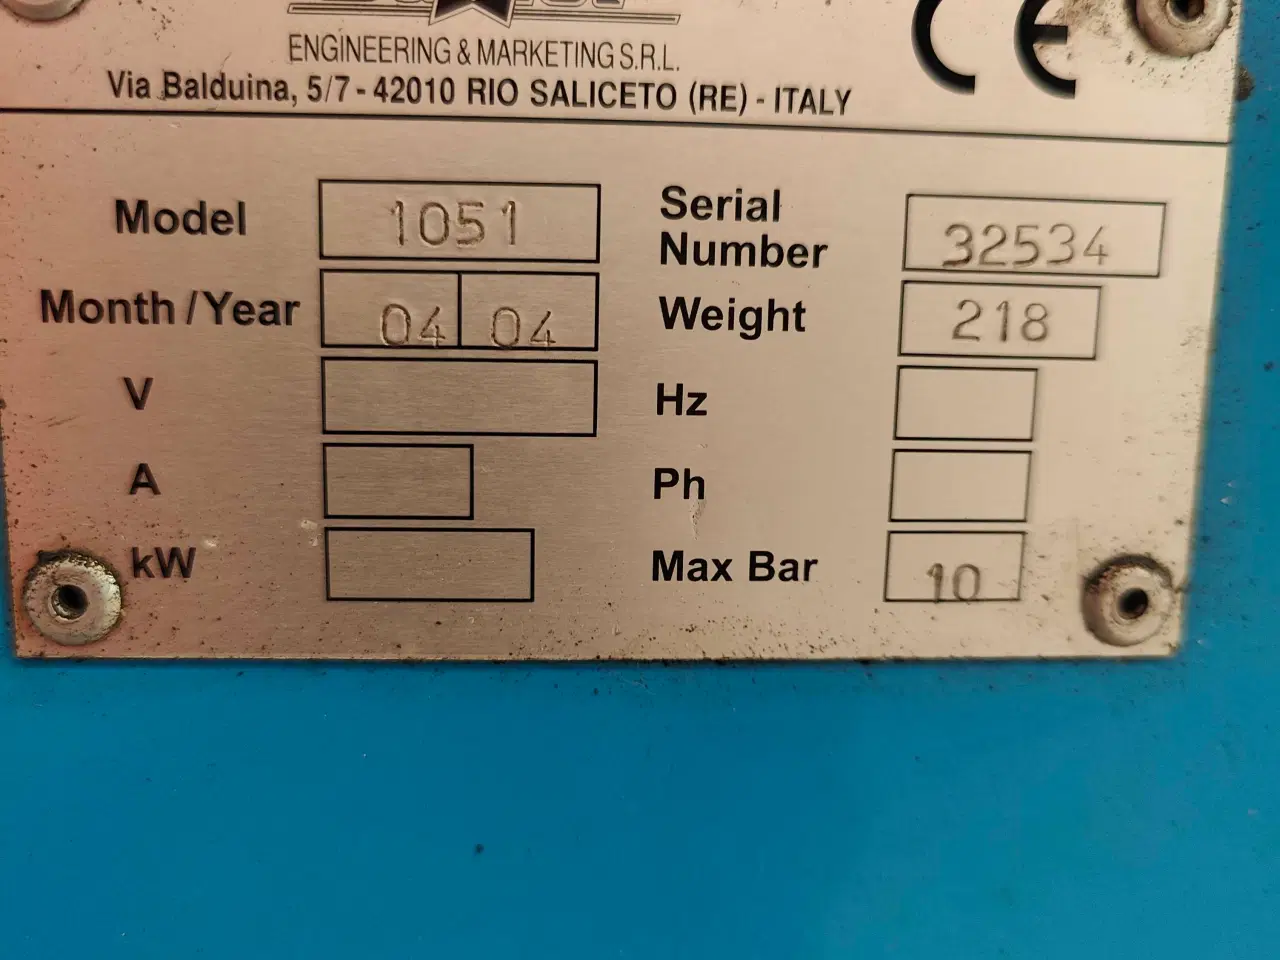 ENGINEERING & MARKETING S.R.L.
Via Balduina, 5/7 - 42010 RIO SALICETO (RE) - ITALY
CE
Model 1051
Serial Number 32534
Month / Year 04 04
Weight 218
V
Hz
A
Ph
kW
Max Bar 10